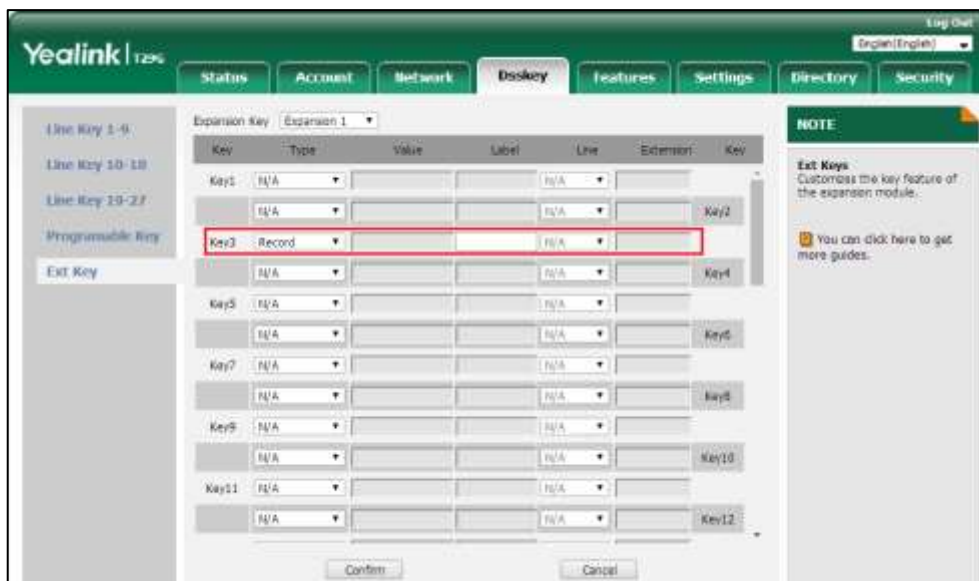 Log Out
English(English)
Yealink T29G
Status Account Network Dsskey Features Settings Directory Security
Line Key 1-9
Line Key 10-18
Line Key 19-27
Programable Key
Ext Key
Expansion Key Expansion 1
Key Type Value Label Line Extension Key
Key1 N/A N/A
N/A N/A Key2
Key3 Record N/A
N/A N/A Key4
Key5 N/A N/A
N/A N/A Key6
Key7 N/A N/A
N/A N/A Key8
Key9 N/A N/A
N/A N/A Key10
Key11 N/A N/A
N/A N/A Key12
Confirm Cancel
NOTE
Ext Keys
Customizes the key feature of
the expansion module.
You can click here to get
more guides.